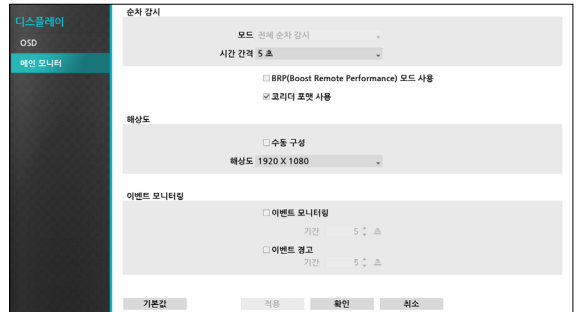 디스플레이
OSD
메인 모니터
순차 감시
모드 전체 순차 감시
시간 간격 5 초
BRP(Boost Remote Performance) 모드 사용
코리더 포맷 사용
해상도
수동 구성
해상도 1920 X 1080
이벤트 모니터링
이벤트 모니터링
기간 5 초
이벤트 경고
기간 5 초
기본값 적용 확인 취소